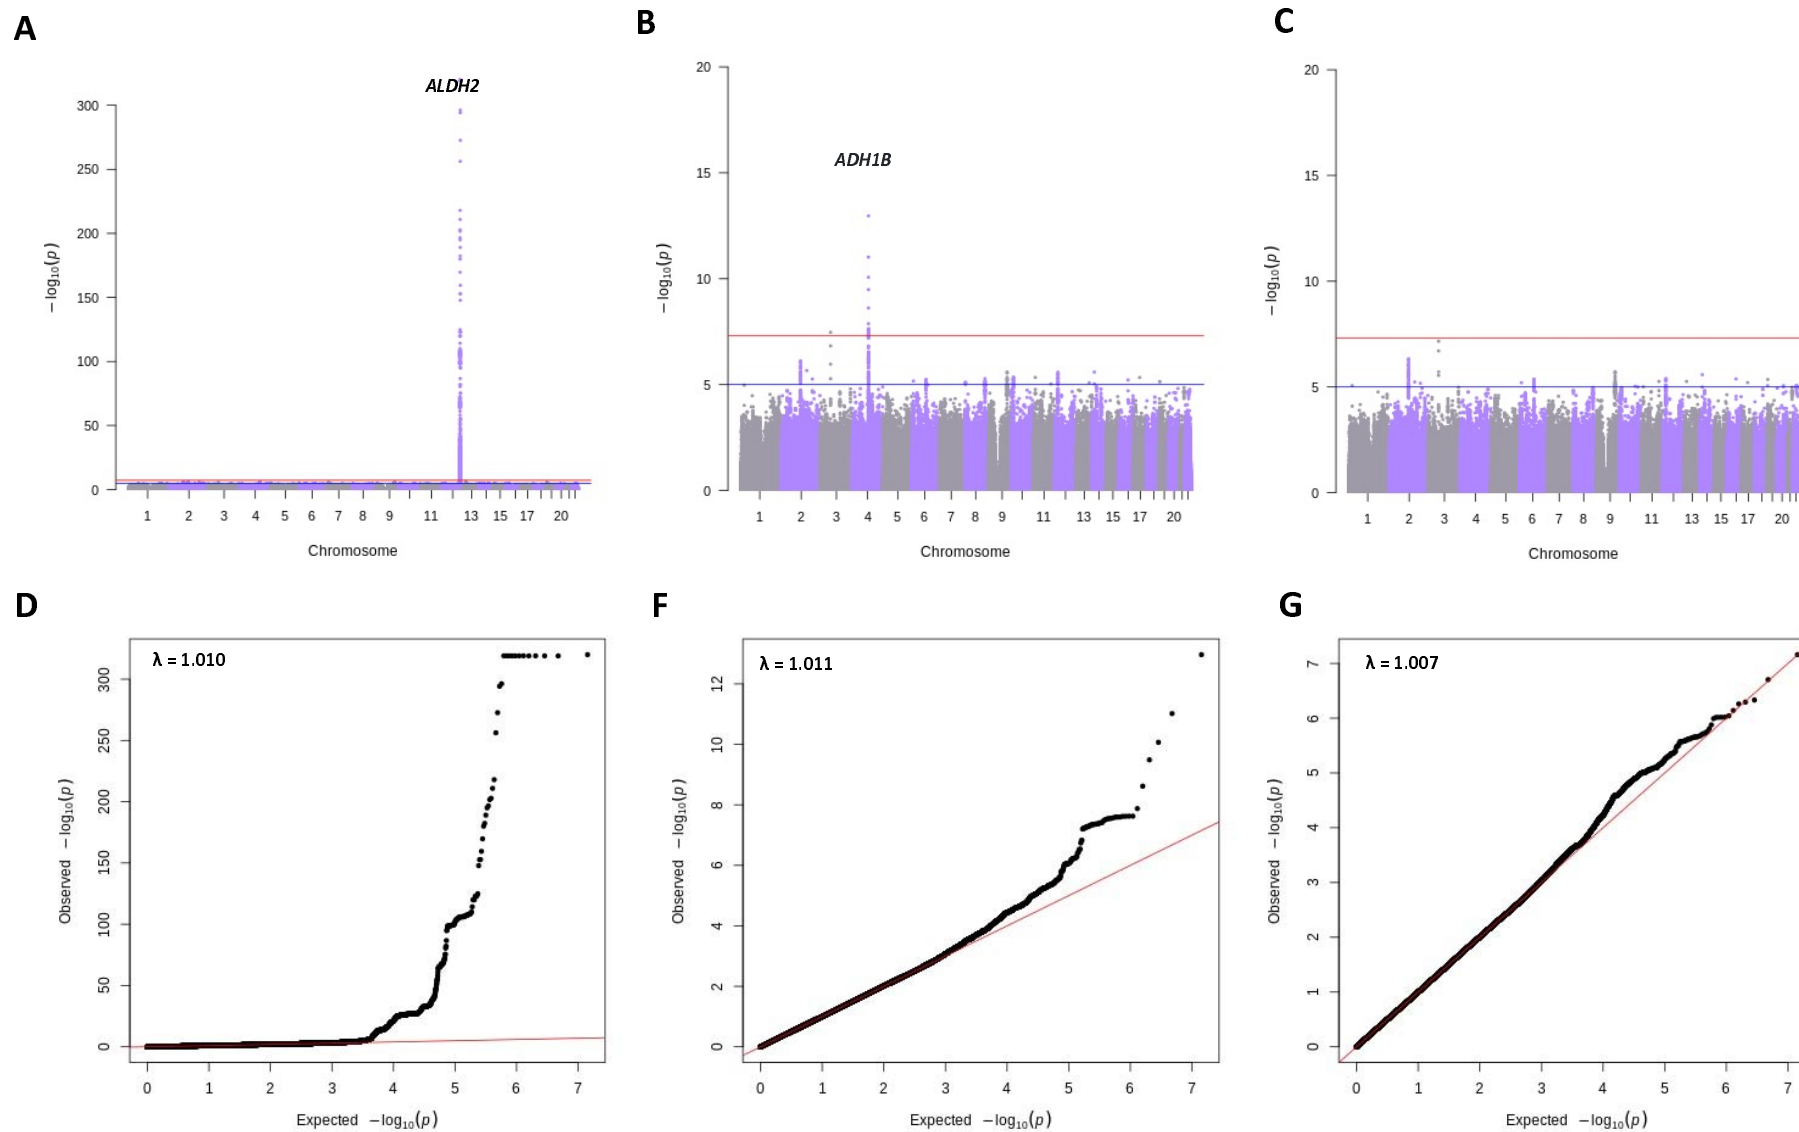 A
B
C
ALDH2
300
250
200
150
100
50
0
−log10(p)
1 2 3 4 5 6 7 8 9 11 13 15 17 20
Chromosome
ADH1B
20
15
10
5
0
−log10(p)
1 2 3 4 5 6 7 8 9 11 13 15 17 20
Chromosome
20
15
10
5
0
−log10(p)
1 2 3 4 5 6 7 8 9 11 13 15 17 20
Chromosome
D
λ = 1.010
300
250
200
150
100
50
0
Observed −log10(p)
0 1 2 3 4 5 6 7
Expected −log10(p)
F
λ = 1.011
12
10
8
6
4
2
0
Observed −log10(p)
0 1 2 3 4 5 6 7
Expected −log10(p)
G
λ = 1.007
7
6
5
4
3
2
1
0
Observed −log10(p)
0 1 2 3 4 5 6 7
Expected −log10(p)